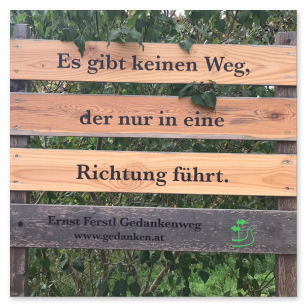 Es gibt keinen Weg,
der nur in eine
Richtung führt.
Ernst Ferstl Gedankenweg
www.gedanken.at